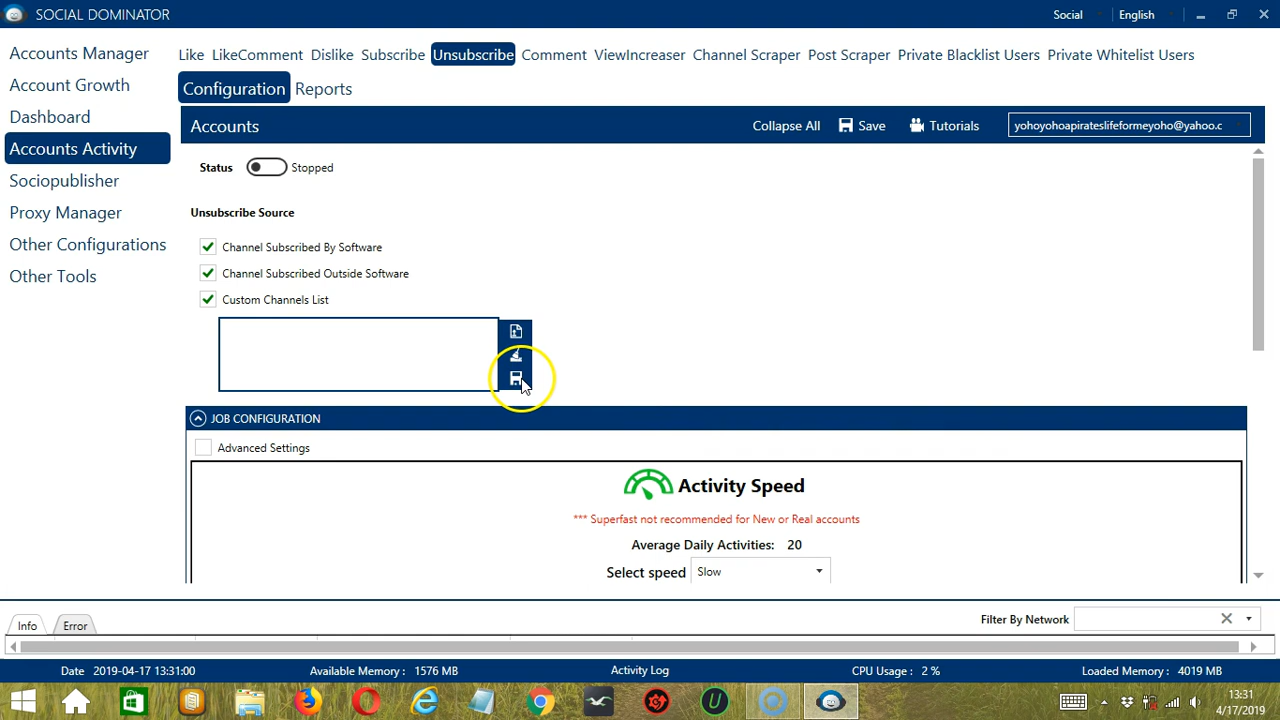 SOCIAL DOMINATOR
Social
English
Accounts Manager
Account Growth
Dashboard
Accounts Activity
Sociopublisher
Proxy Manager
Other Configurations
Other Tools
Like LikeComment Dislike Subscribe Unsubscribe Comment ViewIncreaser Channel Scraper Post Scraper Private Blacklist Users Private Whitelist Users
Configuration Reports
Accounts
Collapse All Save Tutorials yohoyohoapirateslifeformeyoho@yahoo.c
Status Stopped
Unsubscribe Source
Channel Subscribed By Software
Channel Subscribed Outside Software
Custom Channels List
JOB CONFIGURATION
Advanced Settings
Activity Speed
*** Superfast not recommended for New or Real accounts
Average Daily Activities: 20
Select speed Slow
Info Error
Filter By Network
Date 2019-04-17 13:31:00 Available Memory : 1576 MB Activity Log CPU Usage : 2 % Loaded Memory : 4019 MB
13:31
4/17/2019